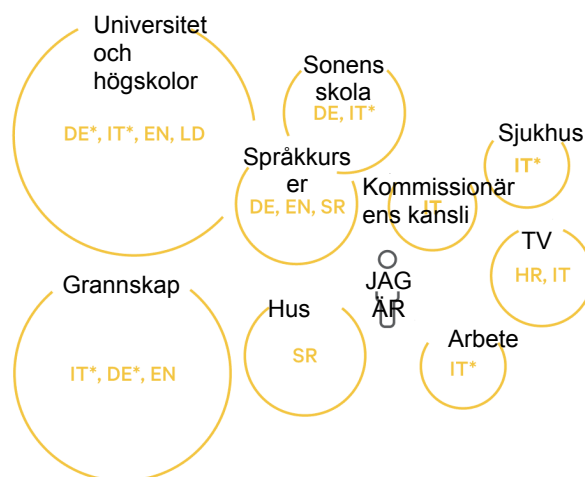 Universitet
och
högskolor
DE*, IT*, EN, LD
Sonens
skola
DE, IT*
Sjukhus
IT*
Språkkurs
er
DE, EN, SR
Kommissionär
ens kansli
IT
TV
HR, IT
JAG
ÄR
Grannskap
IT*, DE*, EN
Hus
SR
Arbete
IT*